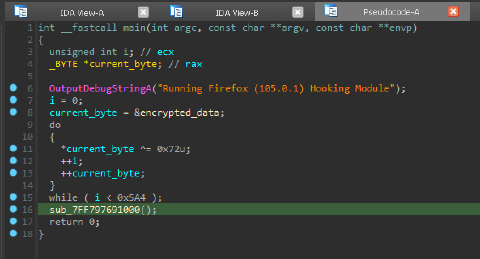 IDA View-A
IDA View-B
Pseudocode-A
1 int __fastcall main(int argc, const char **argv, const char **envp)
2 {
3 unsigned int i; // ecx
4 _BYTE *current_byte; // rax
5
6 OutputDebugStringA("Running Firefox (105.0.1) Hooking Module");
7 i = 0;
8 current_byte = &encrypted_data;
9 do
10 {
11 *current_byte ^= 0x72u;
12 ++i;
13 ++current_byte;
14 }
15 while ( i < 0x5A4 );
16 sub_7FF797691000();
17 return 0;
18 }